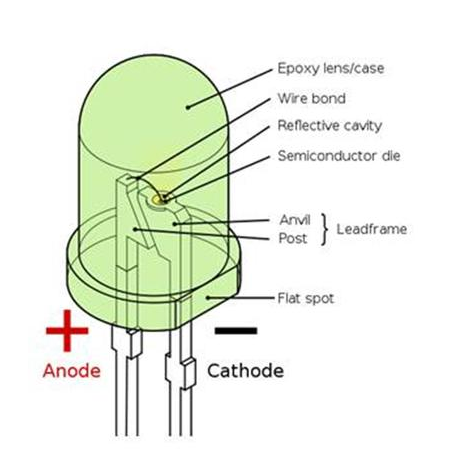 Epoxy lens/case
Wire bond
Reflective cavity
Semiconductor die
Anvil
Post
Leadframe
Flat spot
+ −
Anode
Cathode